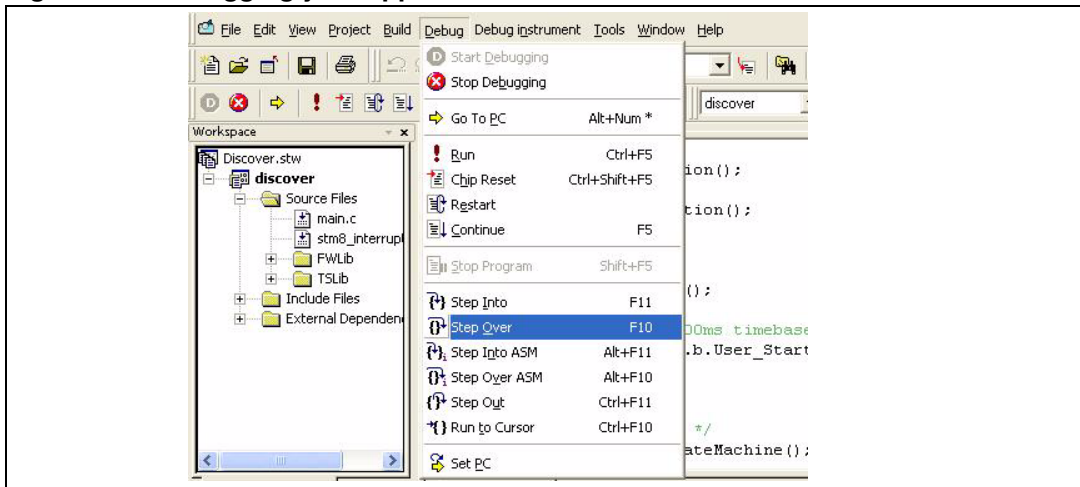 File Edit View Project Build Debug Debug instrument Tools Window Help
Start Debugging
Stop Debugging
discover
Go To PC Alt+Num *
Workspace
Discover.stw
discover
Source Files
main.c
stm8_interrup
FWLib
TSLib
Include Files
External Dependen
Run Ctrl+F5
Chip Reset Ctrl+Shift+F5
Restart
Continue F5
Stop Program Shift+F5
Step Into F11
Step Over F10
Step Into ASM Alt+F11
Step Over ASM Alt+F10
Step Out Ctrl+F11
Run to Cursor Ctrl+F10
Set PC
ion();
tion();
();
00ms timebase
.b.User_Start
*/
ateMachine();